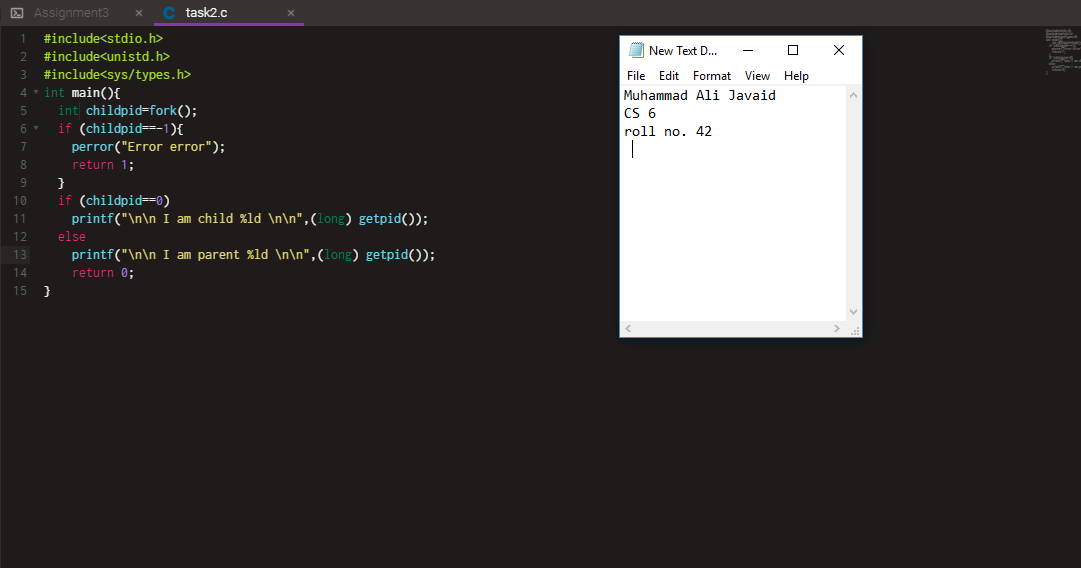 Assignment3 × task2.c ×
1 #include<stdio.h>
2 #include<unistd.h>
3 #include<sys/types.h>
4 int main(){
5 int childpid=fork();
6 if (childpid==-1){
7 perror("Error error");
8 return 1;
9 }
10 if (childpid==0)
11 printf("\n\n I am child %ld \n\n",(long) getpid());
12 else
13 printf("\n\n I am parent %ld \n\n",(long) getpid());
14 return 0;
15 }
New Text D...
File Edit Format View Help
Muhammad Ali Javaid
CS 6
roll no. 42